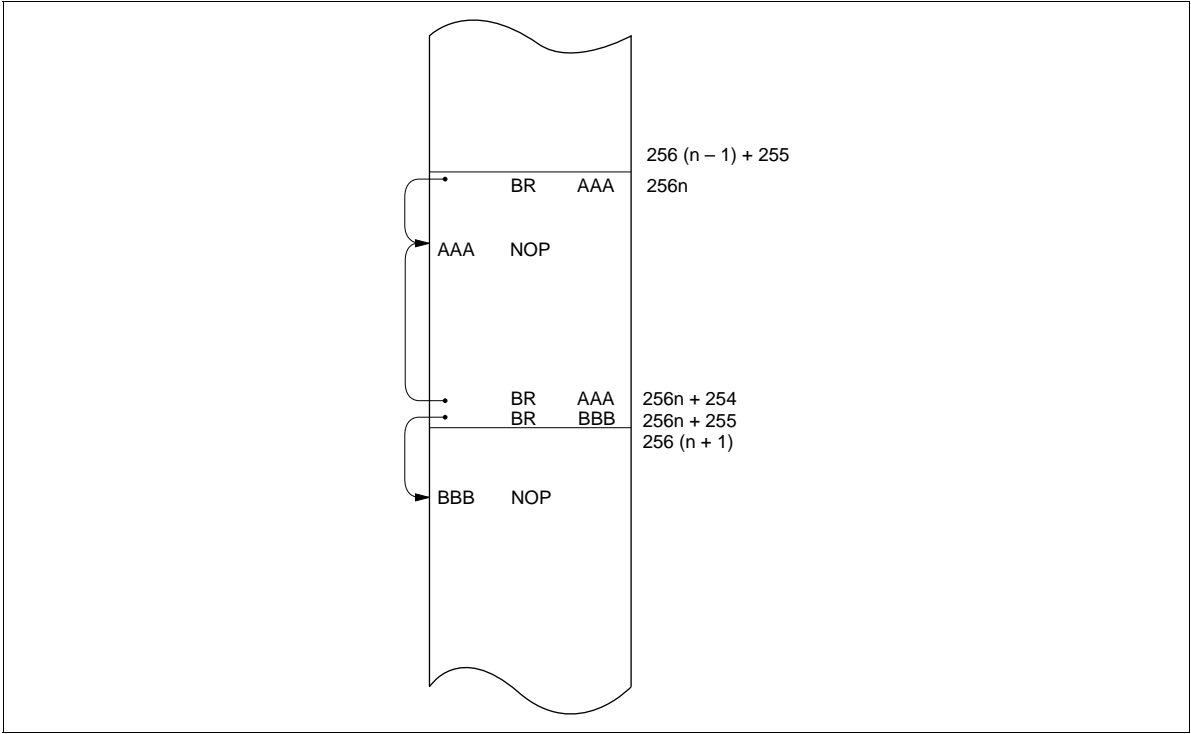 256 (n – 1) + 255
BR AAA 256n
AAA NOP
BR AAA 256n + 254
BR BBB 256n + 255
256 (n + 1)
BBB NOP